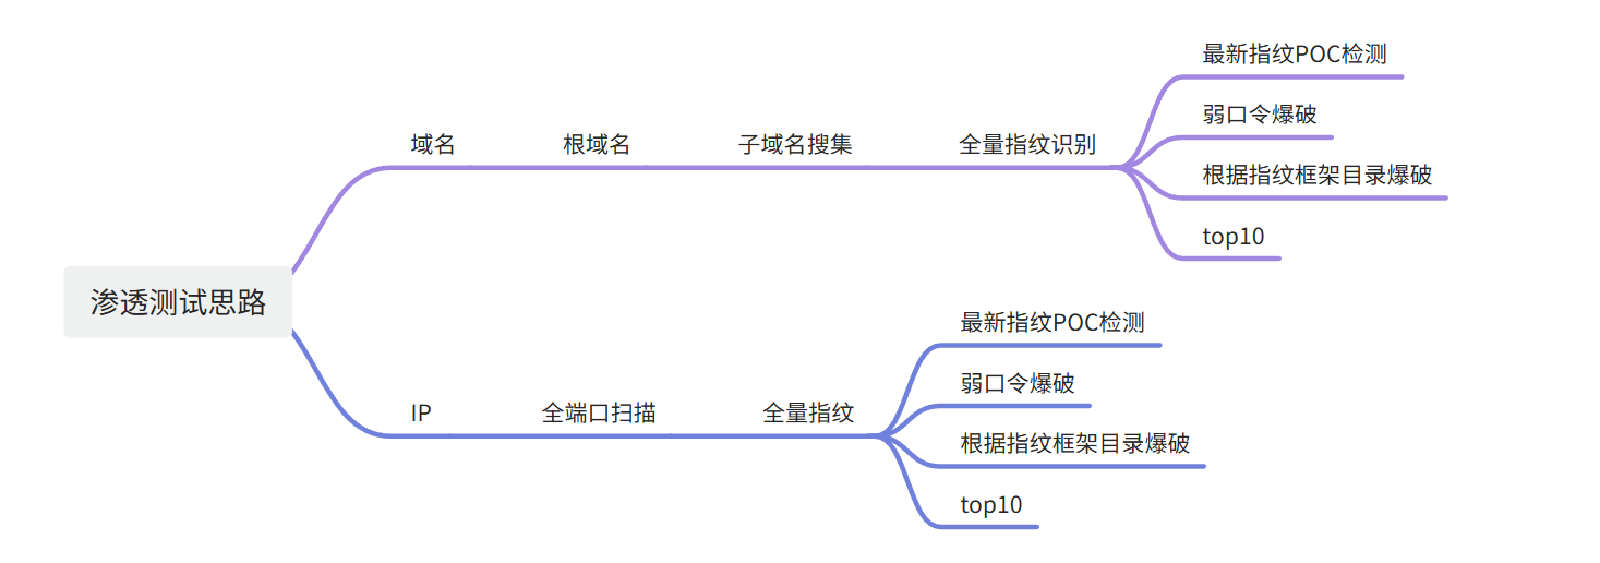 渗透测试思路
域名
根域名
子域名搜集
全量指纹识别
最新指纹POC检测
弱口令爆破
根据指纹框架目录爆破
top10
IP
全端口扫描
全量指纹
最新指纹POC检测
弱口令爆破
根据指纹框架目录爆破
top10